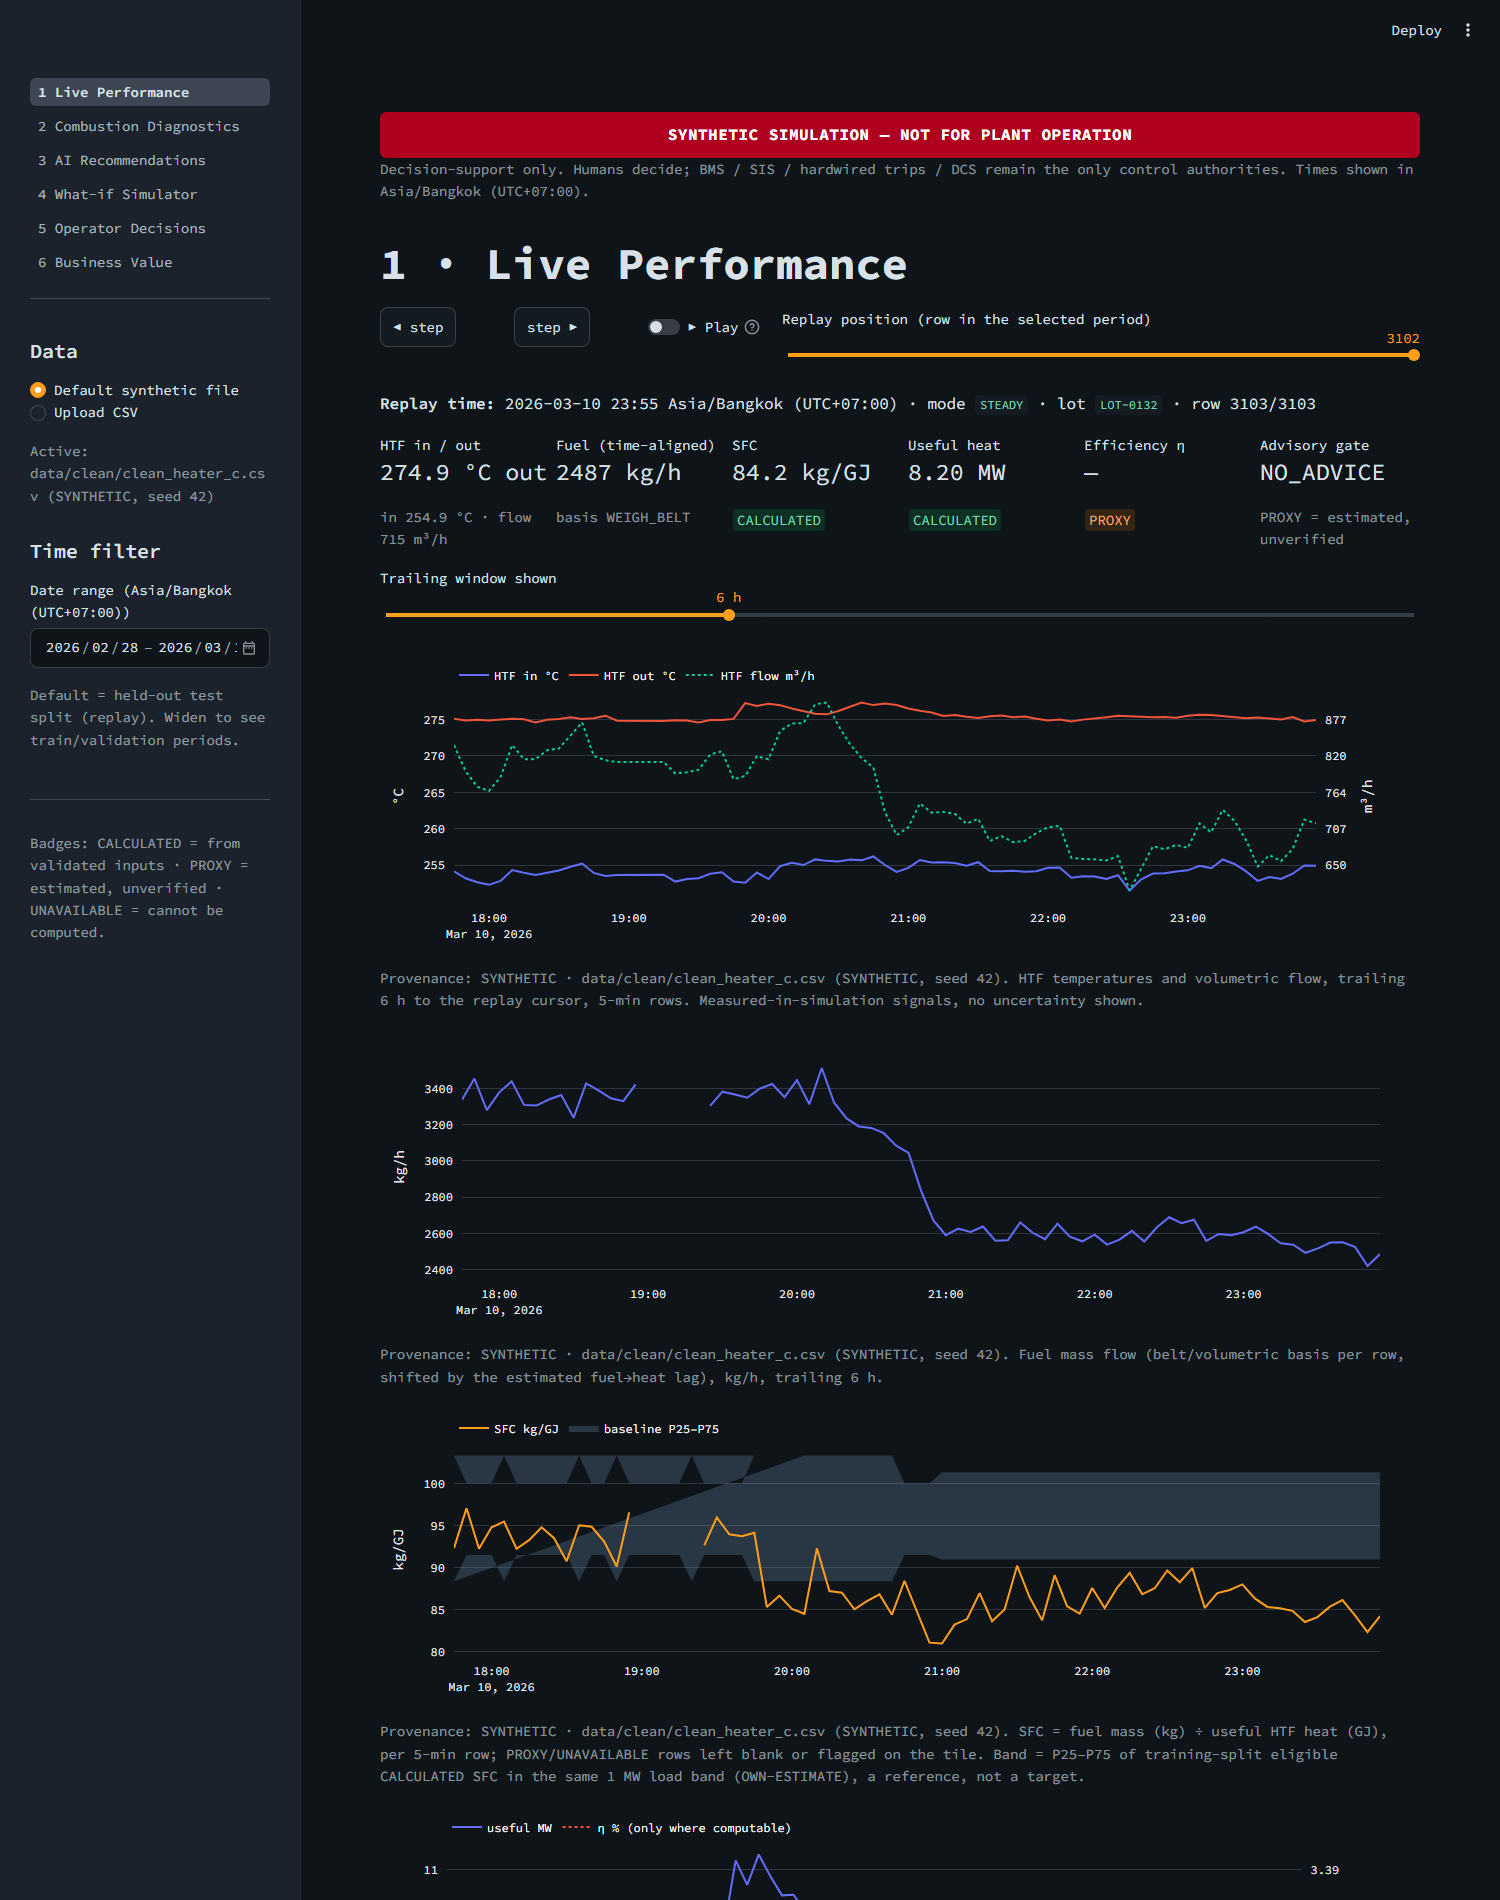 Deploy
1 Live Performance
2 Combustion Diagnostics
3 AI Recommendations
4 What-if Simulator
5 Operator Decisions
6 Business Value
Data
Default synthetic file
Upload CSV
Active:
data/clean/clean_heater_c.cs
v (SYNTHETIC, seed 42)
Time filter
Date range (Asia/Bangkok
(UTC+07:00))
2026/02/28 – 2026/03/
Default = held-out test
split (replay). Widen to see
train/validation periods.
Badges: CALCULATED = from
validated inputs · PROXY =
estimated, unverified ·
UNAVAILABLE = cannot be
computed.
SYNTHETIC SIMULATION — NOT FOR PLANT OPERATION
Decision-support only. Humans decide; BMS / SIS / hardwired trips / DCS remain the only control authorities. Times shown in
Asia/Bangkok (UTC+07:00).
1 · Live Performance
◀ step
step ▶
▶ Play
Replay position (row in the selected period)
3102
Replay time: 2026-03-10 23:55 Asia/Bangkok (UTC+07:00) · mode STEADY · lot LOT-0132 · row 3103/3103
HTF in / out
274.9 °C out
in 254.9 °C · flow
715 m³/h
Fuel (time-aligned)
2487 kg/h
basis WEIGH_BELT
SFC
84.2 kg/GJ
CALCULATED
Useful heat
8.20 MW
CALCULATED
Efficiency η
—
PROXY
Advisory gate
NO_ADVICE
PROXY = estimated,
unverified
Trailing window shown
6 h
HTF in °C HTF out °C HTF flow m³/h
275
270
265
260
255
°C
877
820
764
707
650
m³/h
18:00 19:00 20:00 21:00 22:00 23:00
Mar 10, 2026
Provenance: SYNTHETIC · data/clean/clean_heater_c.csv (SYNTHETIC, seed 42). HTF temperatures and volumetric flow, trailing
6 h to the replay cursor, 5-min rows. Measured-in-simulation signals, no uncertainty shown.
3400
3200
3000
2800
2600
2400
kg/h
18:00 19:00 20:00 21:00 22:00 23:00
Mar 10, 2026
Provenance: SYNTHETIC · data/clean/clean_heater_c.csv (SYNTHETIC, seed 42). Fuel mass flow (belt/volumetric basis per row,
shifted by the estimated fuel→heat lag), kg/h, trailing 6 h.
SFC kg/GJ baseline P25–P75
100
95
90
85
80
kg/GJ
18:00 19:00 20:00 21:00 22:00 23:00
Mar 10, 2026
Provenance: SYNTHETIC · data/clean/clean_heater_c.csv (SYNTHETIC, seed 42). SFC = fuel mass (kg) ÷ useful HTF heat (GJ),
per 5-min row; PROXY/UNAVAILABLE rows left blank or flagged on the tile. Band = P25–P75 of training-split eligible
CALCULATED SFC in the same 1 MW load band (OWN-ESTIMATE), a reference, not a target.
useful MW η % (only where computable)
11
3.39